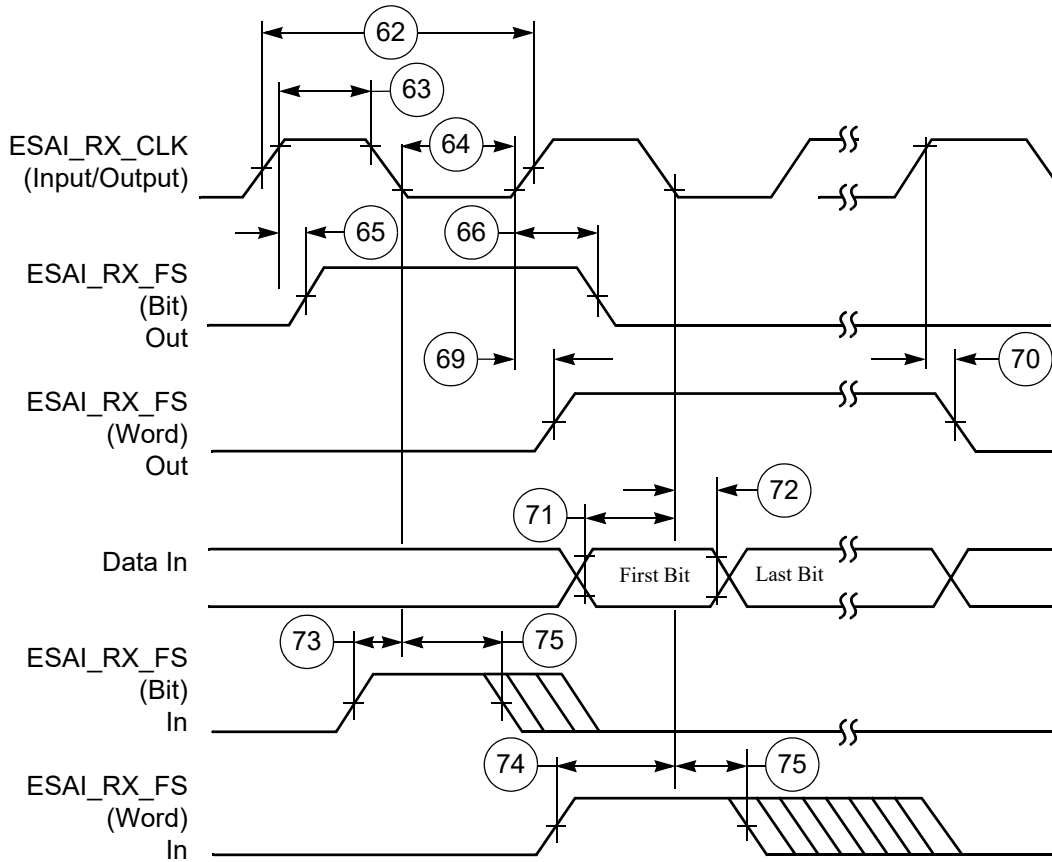 62
63
ESAI_RX_CLK
(Input/Output)
64
65
66
ESAI_RX_FS
(Bit)
Out
69
70
ESAI_RX_FS
(Word)
Out
71
72
Data In
First Bit
Last Bit
73
75
ESAI_RX_FS
(Bit)
In
74
75
ESAI_RX_FS
(Word)
In